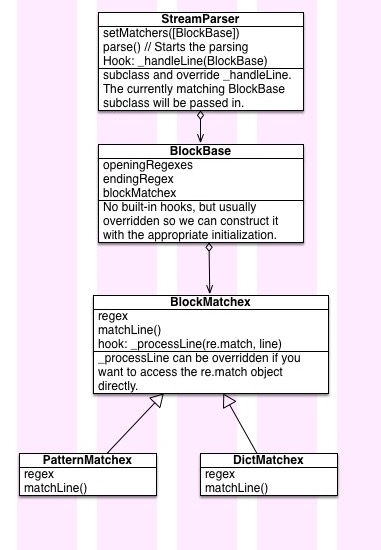 StreamParser
setMatchers([BlockBase])
parse() // Starts the parsing
Hook: _handleLine(BlockBase)
subclass and override _handleLine.
The currently matching BlockBase
subclass will be passed in.
BlockBase
openingRegexes
endingRegex
blockMatchex
No built-in hooks, but usually
overridden so we can construct it
with the appropriate initialization.
BlockMatchex
regex
matchLine()
hook: _processLine(re.match, line)
_processLine can be overridden if you
want to access the re.match object
directly.
PatternMatchex
regex
matchLine()
DictMatchex
regex
matchLine()